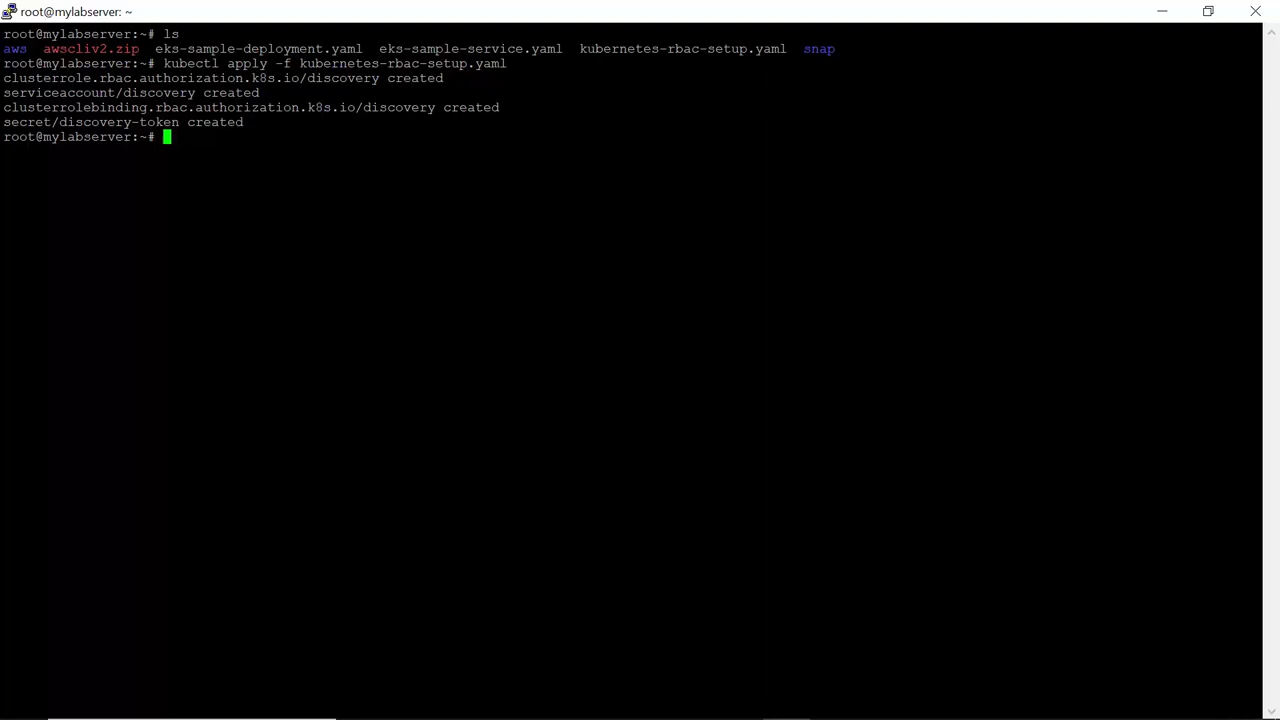 root@mylabserver: ~
root@mylabserver:~# ls
aws  awscliv2.zip  eks-sample-deployment.yaml  eks-sample-service.yaml  kubernetes-rbac-setup.yaml  snap
root@mylabserver:~# kubectl apply -f kubernetes-rbac-setup.yaml
clusterrole.rbac.authorization.k8s.io/discovery created
serviceaccount/discovery created
clusterrolebinding.rbac.authorization.k8s.io/discovery created
secret/discovery-token created
root@mylabserver:~#